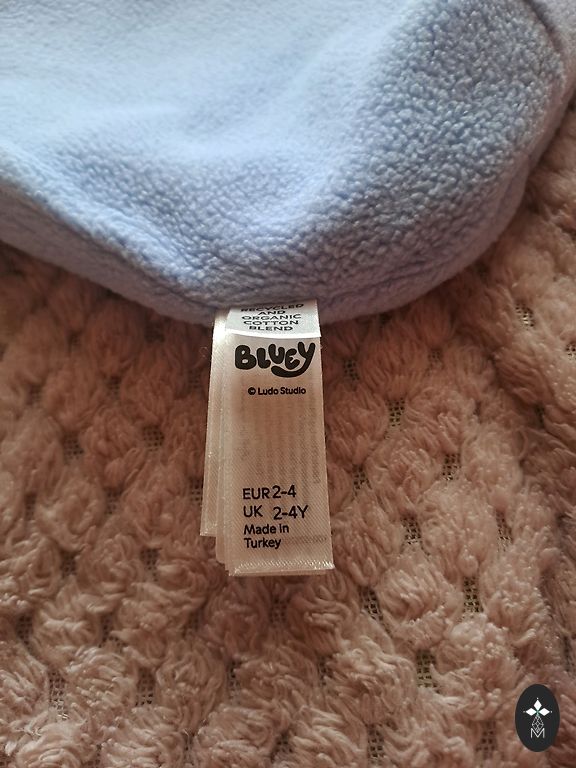 RECYCLED
AND
ORGANIC
COTTON
BLEND
BLUEY
© Ludo Studio
EUR 2-4
UK 2-4Y
Made in
Turkey
M